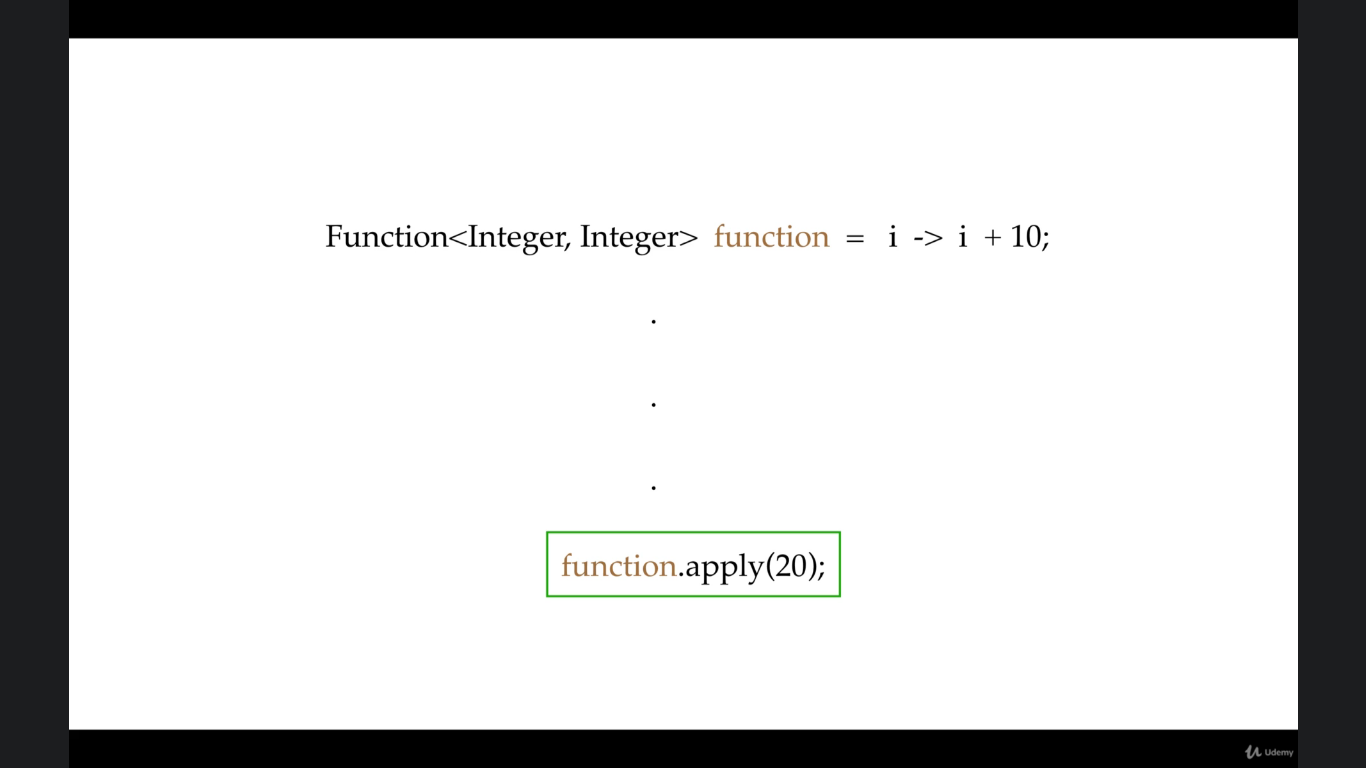 Function<Integer, Integer> function = i -> i + 10;
.
.
.
function.apply(20);
Udemy